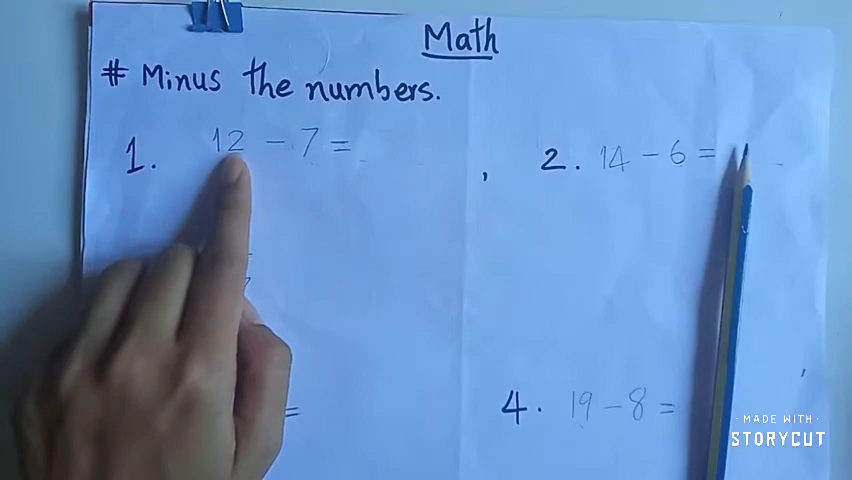 Math
# Minus the numbers.
1. 12 - 7 =
, 2. 14 - 6 =
=
4. 19 - 8 =
MADE WITH
STORYCUT